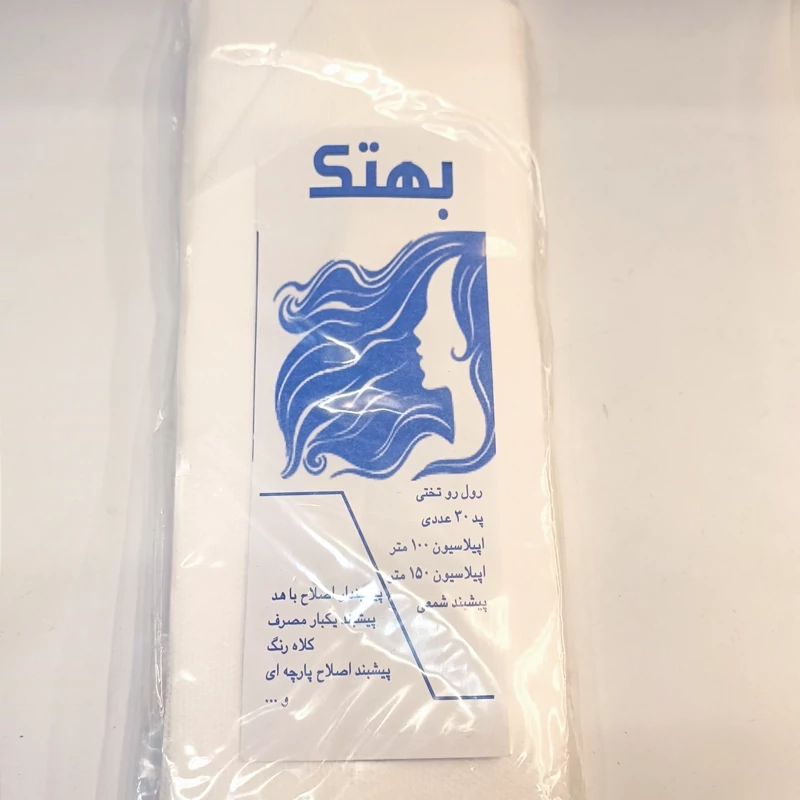 بهتک
رول رو تختی
پد ۳۰ عددی
اپیلاسیون ۱۰۰ متر
اپیلاسیون ۱۵۰ متر
پیشبند شمعی
اصلاح با هد
پیشبند یکبار مصرف
کلاه رنگ
پیشبند اصلاح پارچه ای
و ...